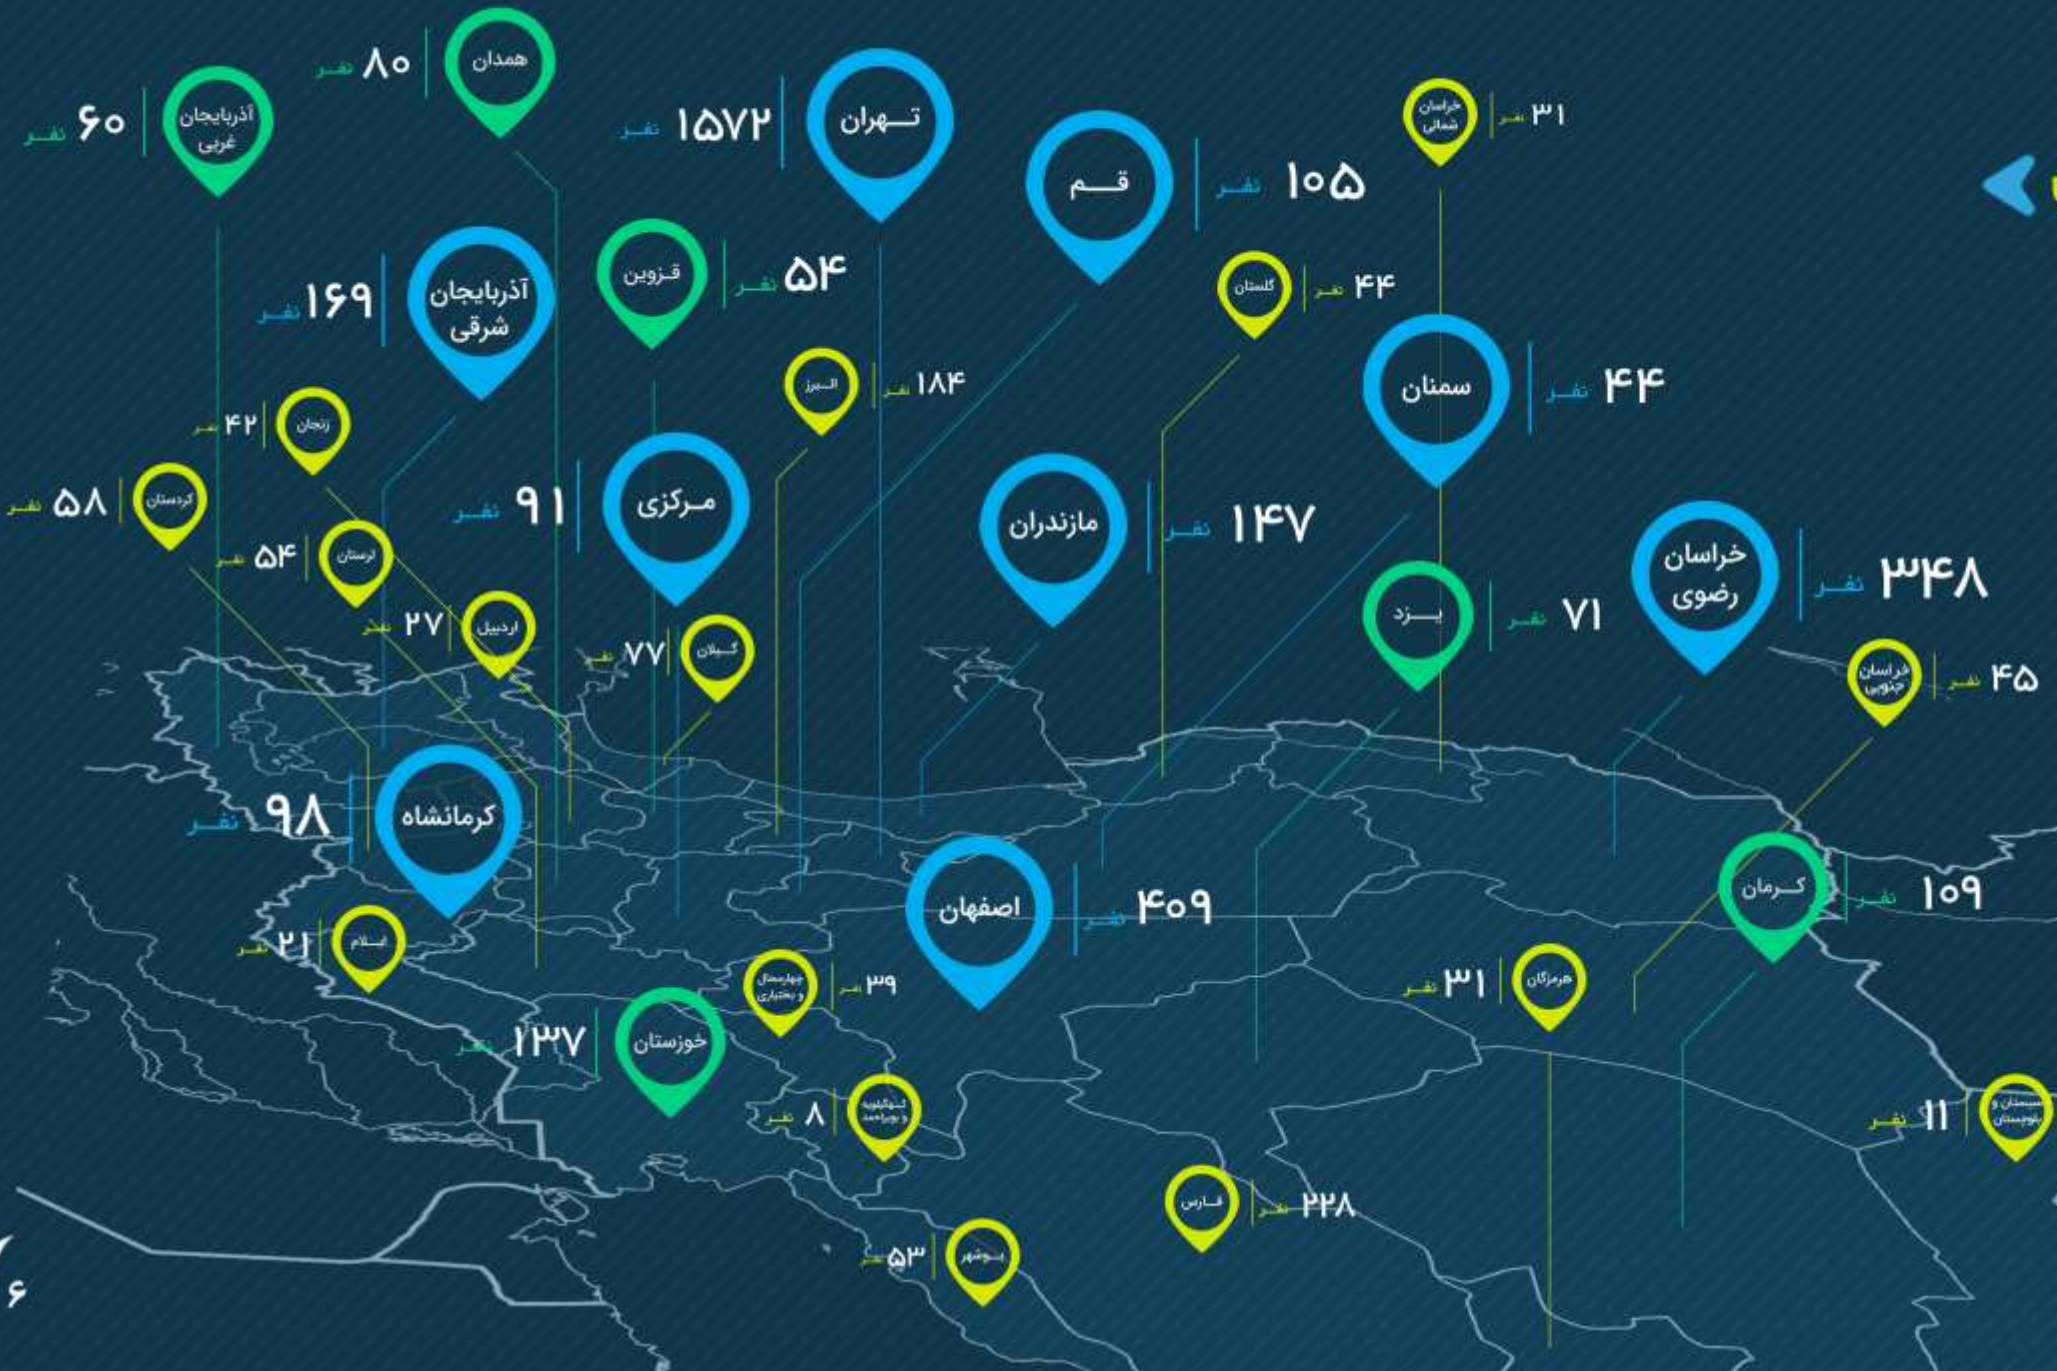 همدان
۸۰ نفر
آذربایجان
غربی
۶۰ نفر
تهران
۱۵۷۲ نفر
قم
۱۰۵ نفر
خراسان
شمالی
۳۱ نفر
آذربایجان
شرقی
۱۶۹ نفر
قزوین
۵۴ نفر
گلستان
۴۴ نفر
سمنان
۴۴ نفر
البرز
۱۸۴ نفر
زنجان
۴۲ نفر
کردستان
۵۸ نفر
مرکزی
۹۱ نفر
مازندران
۱۴۷ نفر
لرستان
۵۴ نفر
خراسان
رضوی
۳۴۸ نفر
یزد
۷۱ نفر
اردبیل
۲۷ نفر
گیلان
۷۷ نفر
خراسان
جنوبی
۴۵ نفر
کرمانشاه
۹۸ نفر
اصفهان
۴۰۹ نفر
کرمان
۱۰۹ نفر
ایلام
۲۱ نفر
چهارمحال
و بختیاری
۳۹ نفر
هرمزگان
۳۱ نفر
خوزستان
۱۳۷ نفر
کهگیلویه
و بویراحمد
۸ نفر
سیستان و
بلوچستان
۱۱ نفر
فارس
۲۲۸ نفر
بوشهر
۵۳ نفر
۶